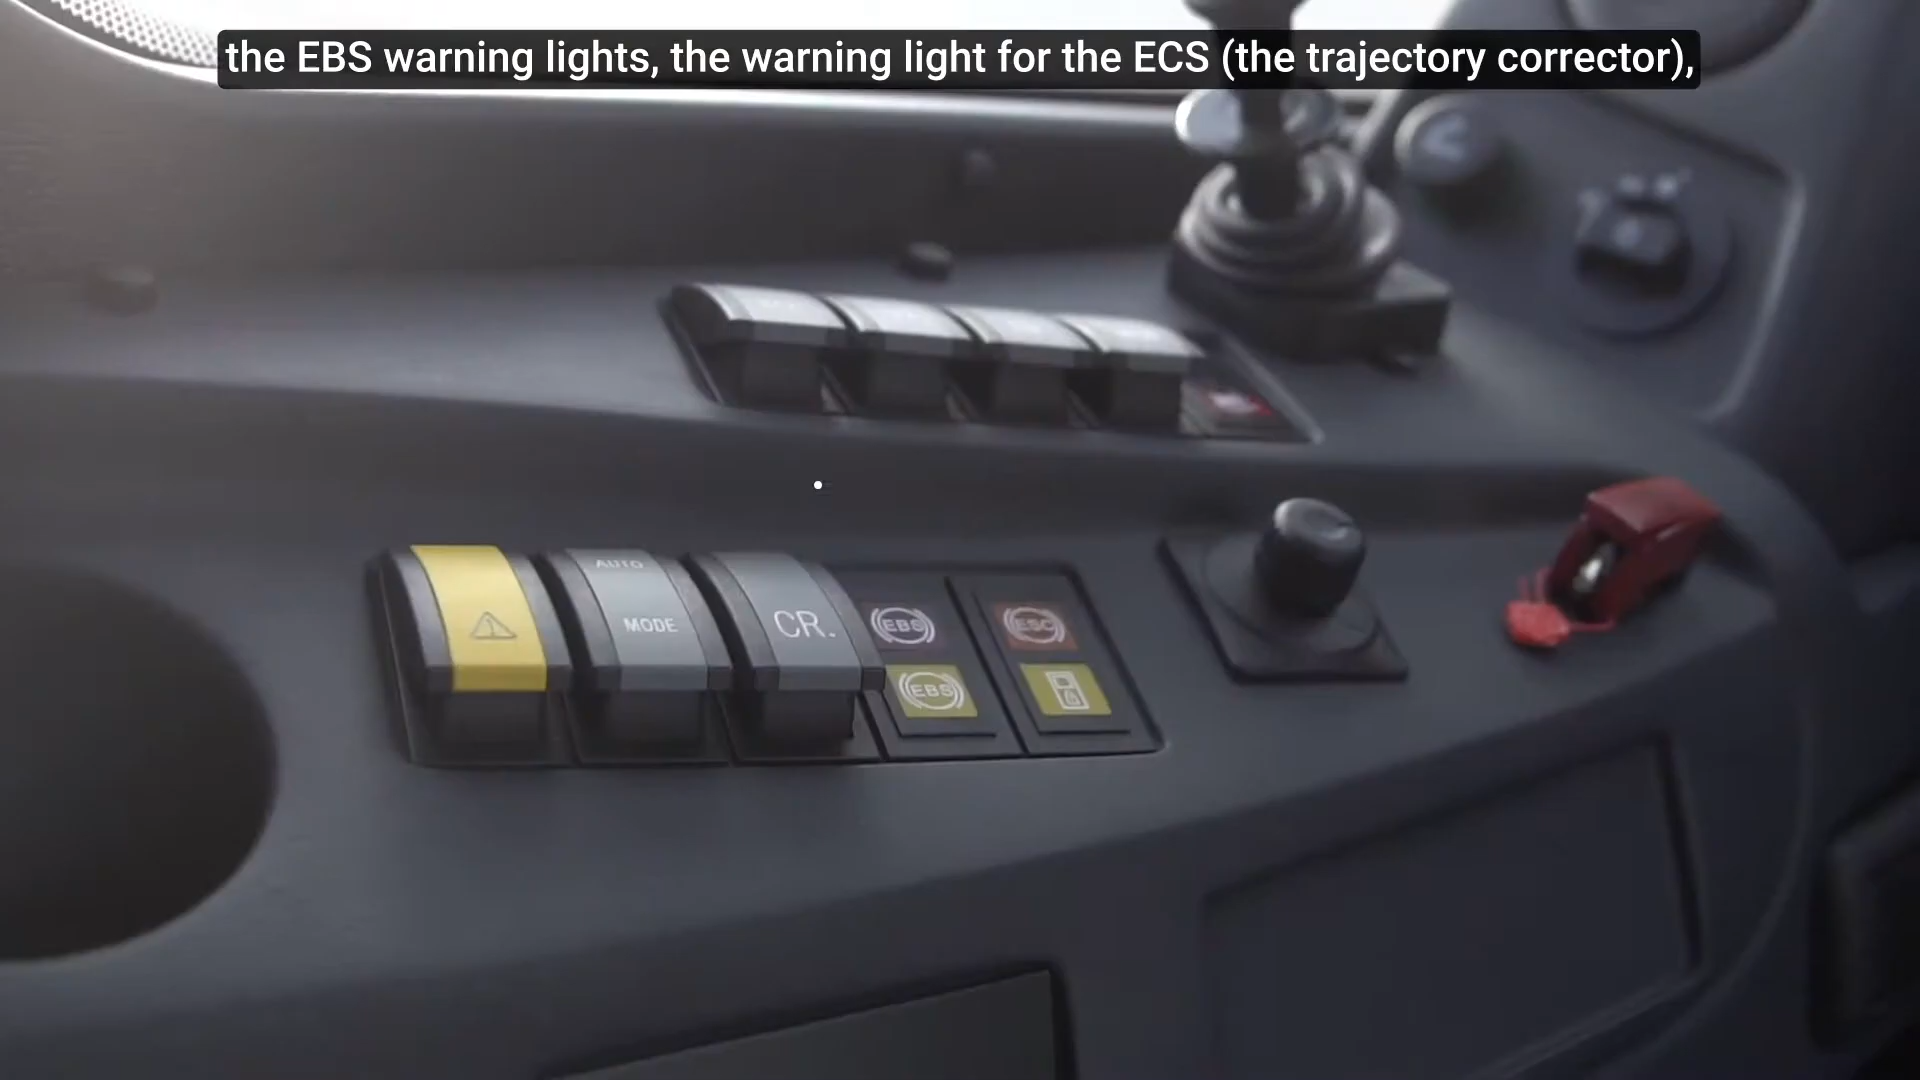 the EBS warning lights, the warning light for the ECS (the trajectory corrector),
AUTO
MODE
CR.
EBS
ESC
EBS